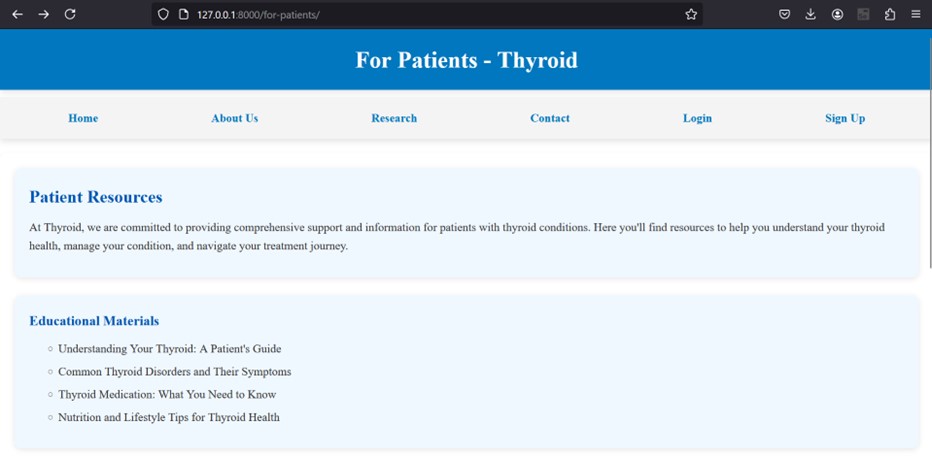 127.0.0.1:8000/for-patients/
For Patients - Thyroid
Home About Us Research Contact Login Sign Up
Patient Resources
At Thyroid, we are committed to providing comprehensive support and information for patients with thyroid conditions. Here you'll find resources to help you understand your thyroid
health, manage your condition, and navigate your treatment journey.
Educational Materials
Understanding Your Thyroid: A Patient's Guide
Common Thyroid Disorders and Their Symptoms
Thyroid Medication: What You Need to Know
Nutrition and Lifestyle Tips for Thyroid Health